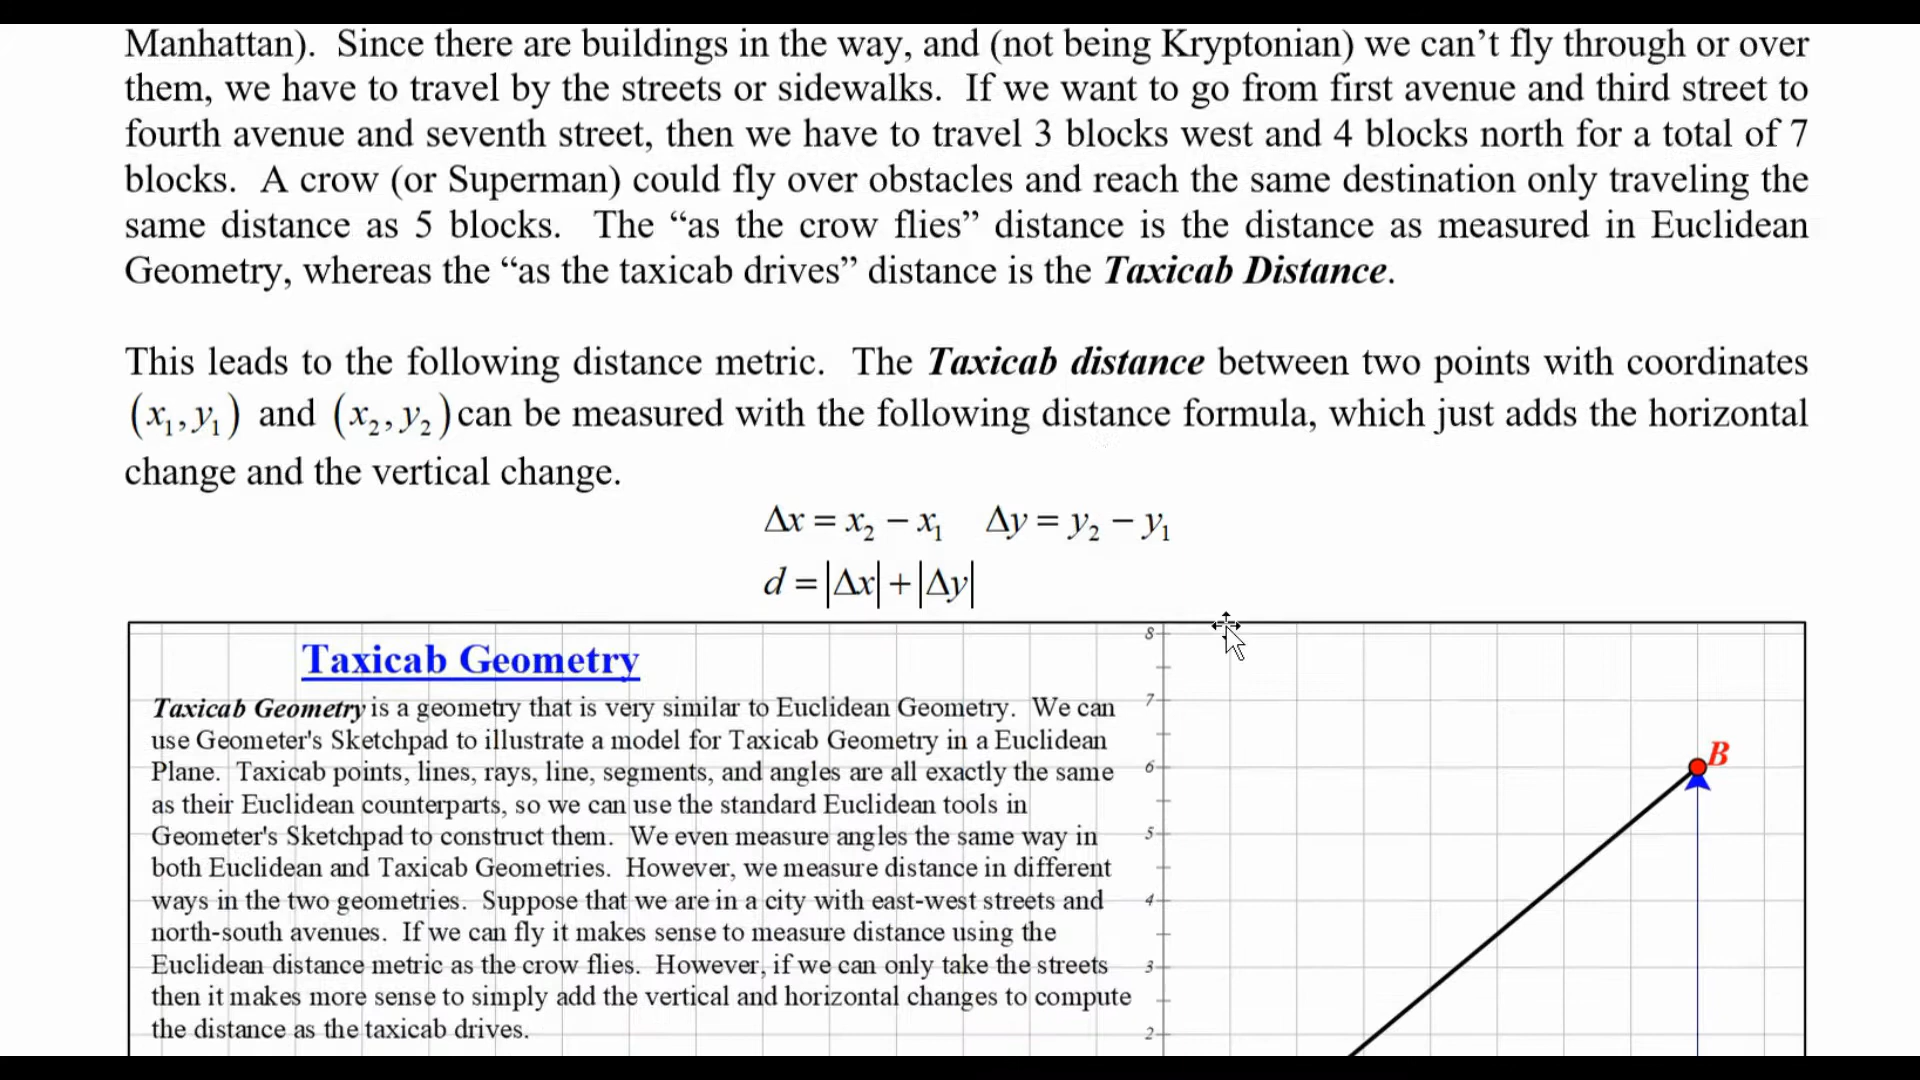 Manhattan).  Since there are buildings in the way, and (not being Kryptonian) we can’t fly through or over
them, we have to travel by the streets or sidewalks.  If we want to go from first avenue and third street to
fourth avenue and seventh street, then we have to travel 3 blocks west and 4 blocks north for a total of 7
blocks.  A crow (or Superman) could fly over obstacles and reach the same destination only traveling the
same distance as 5 blocks.  The “as the crow flies” distance is the distance as measured in Euclidean
Geometry, whereas the “as the taxicab drives” distance is the Taxicab Distance.
This leads to the following distance metric.  The Taxicab distance between two points with coordinates
(x₁, y₁) and (x₂, y₂) can be measured with the following distance formula, which just adds the horizontal
change and the vertical change.
Δx = x₂ − x₁   Δy = y₂ − y₁
d = |Δx| + |Δy|
Taxicab Geometry
Taxicab Geometry is a geometry that is very similar to Euclidean Geometry.  We can
use Geometer's Sketchpad to illustrate a model for Taxicab Geometry in a Euclidean
Plane.  Taxicab points, lines, rays, line, segments, and angles are all exactly the same
as their Euclidean counterparts, so we can use the standard Euclidean tools in
Geometer's Sketchpad to construct them.  We even measure angles the same way in
both Euclidean and Taxicab Geometries.  However, we measure distance in different
ways in the two geometries.  Suppose that we are in a city with east-west streets and
north-south avenues.  If we can fly it makes sense to measure distance using the
Euclidean distance metric as the crow flies.  However, if we can only take the streets
then it makes more sense to simply add the vertical and horizontal changes to compute
the distance as the taxicab drives.
8
7
B
6
5
4
3
2